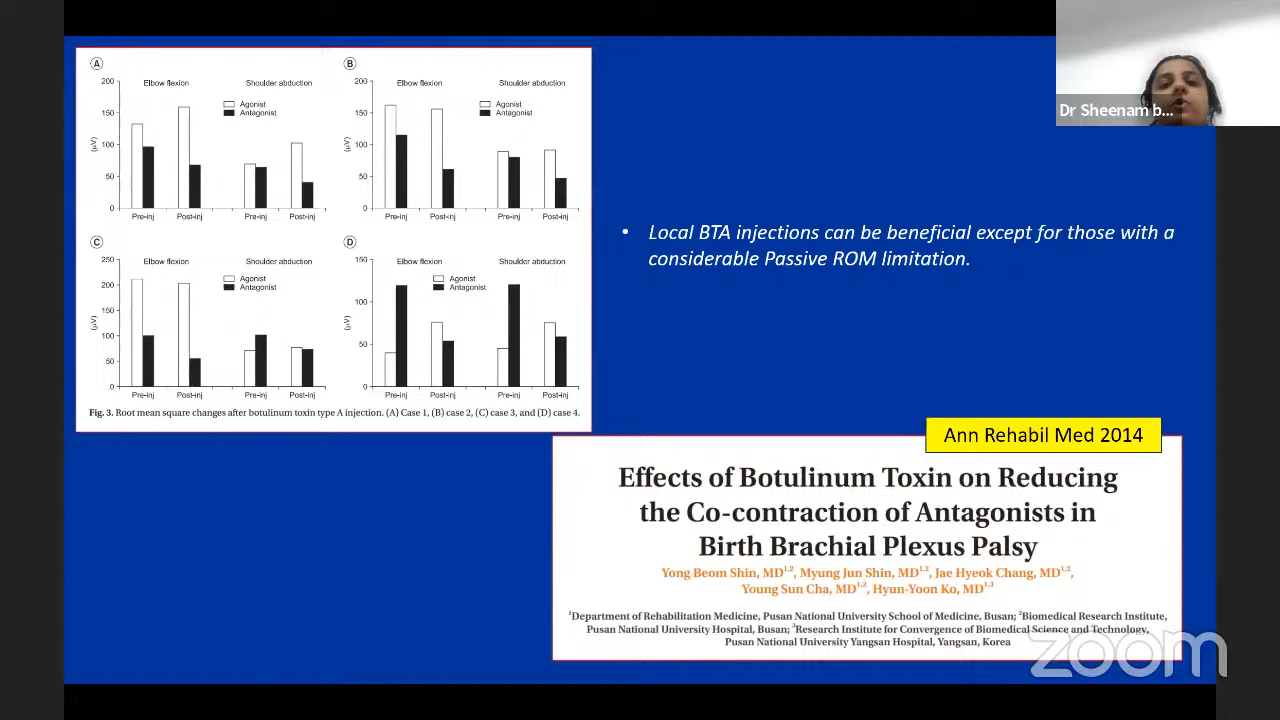 Dr Sheenam b...
A
Elbow flexion Shoulder abduction
Agonist
Antagonist
(μV)
200
150
100
50
0
Pre-inj Post-inj Pre-inj Post-inj
B
Elbow flexion Shoulder abduction
Agonist
Antagonist
(μV)
200
150
100
50
0
Pre-inj Post-inj Pre-inj Post-inj
C
Elbow flexion Shoulder abduction
Agonist
Antagonist
(μV)
250
200
150
100
50
0
Pre-inj Post-inj Pre-inj Post-inj
D
Elbow flexion Shoulder abduction
Agonist
Antagonist
(μV)
150
100
50
0
Pre-inj Post-inj Pre-inj Post-inj
Fig. 3. Root mean square changes after botulinum toxin type A injection. (A) Case 1, (B) case 2, (C) case 3, and (D) case 4.
• Local BTA injections can be beneficial except for those with a
considerable Passive ROM limitation.
Ann Rehabil Med 2014
Effects of Botulinum Toxin on Reducing
the Co-contraction of Antagonists in
Birth Brachial Plexus Palsy
Yong Beom Shin, MD1,2, Myung Jun Shin, MD1,2, Jae Hyeok Chang, MD1,2,
Young Sun Cha, MD1,2, Hyun-Yoon Ko, MD1,3
1Department of Rehabilitation Medicine, Pusan National University School of Medicine, Busan; 2Biomedical Research Institute,
Pusan National University Hospital, Busan; 3Research Institute for Convergence of Biomedical Science and Technology,
Pusan National University Yangsan Hospital, Yangsan, Korea
zoom